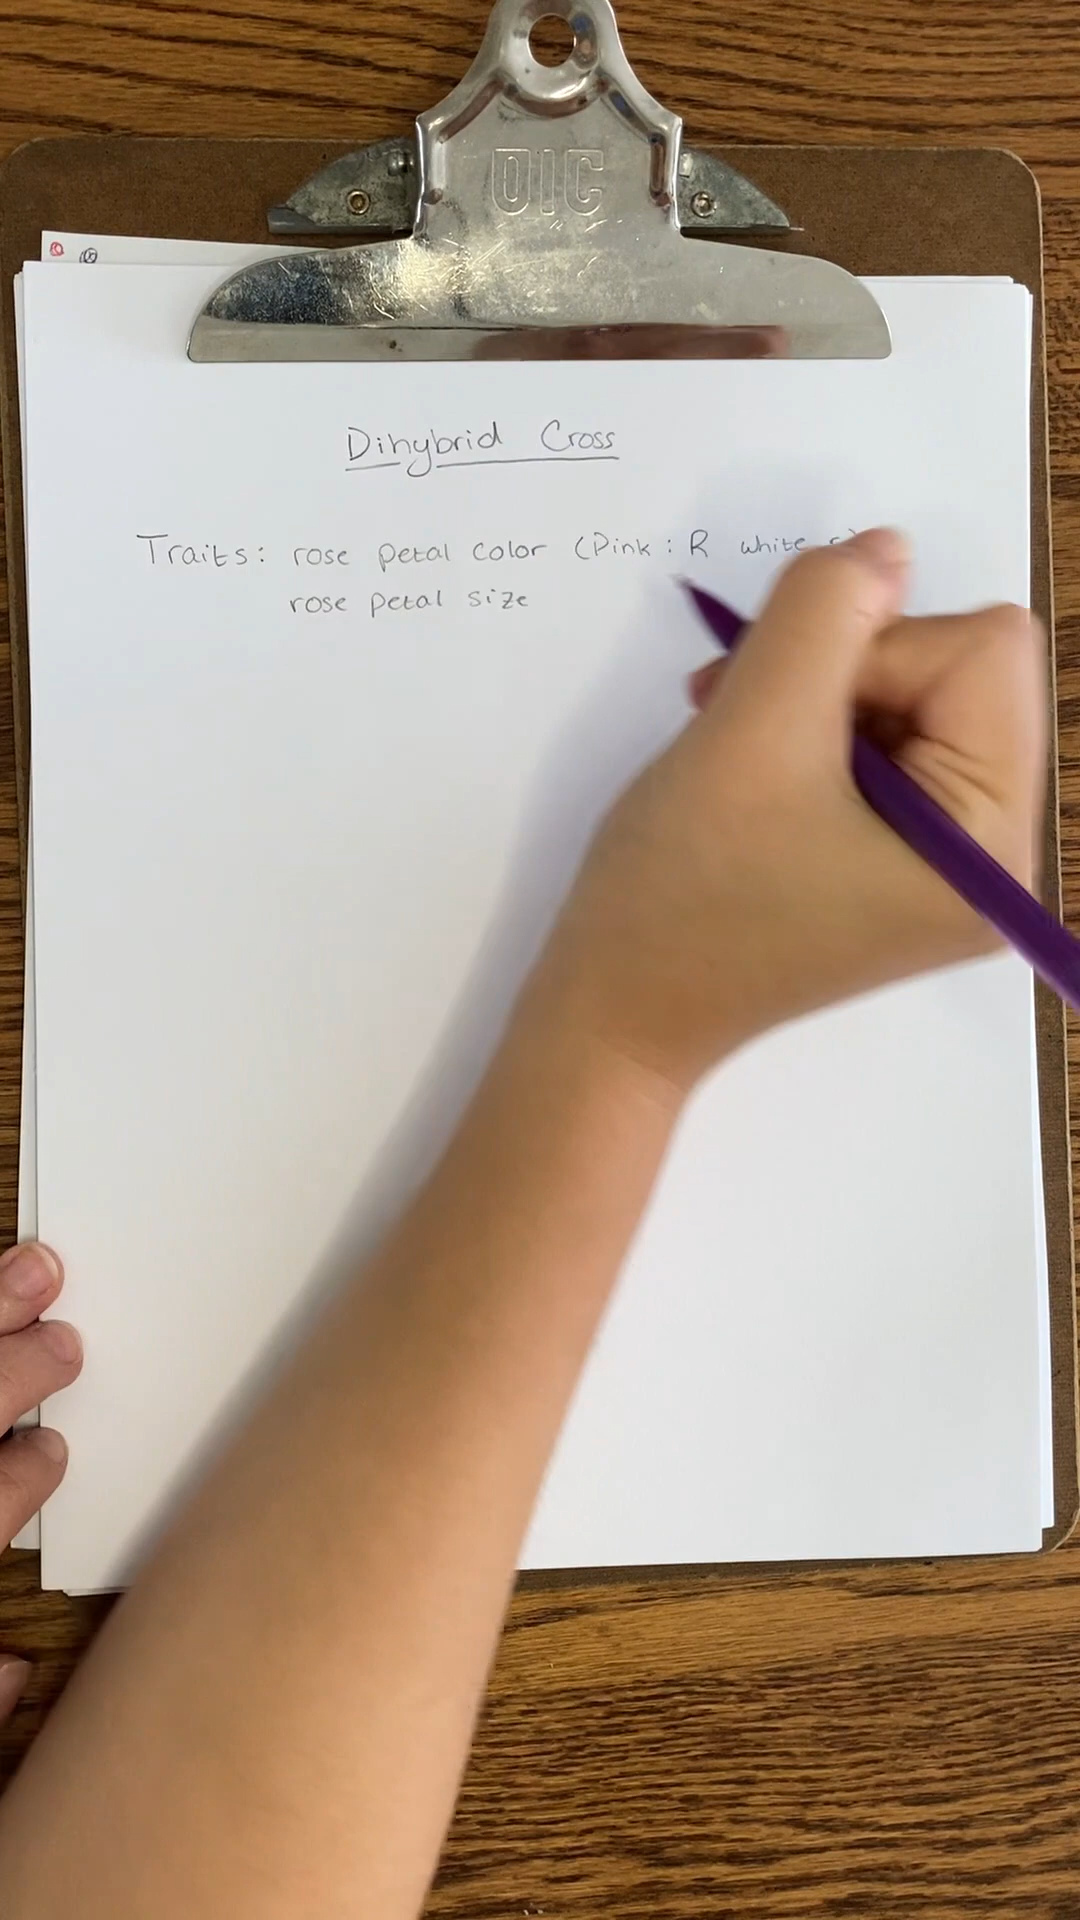 OIC
Dihybrid Cross
Traits: rose petal color (Pink : R white r)
rose petal size